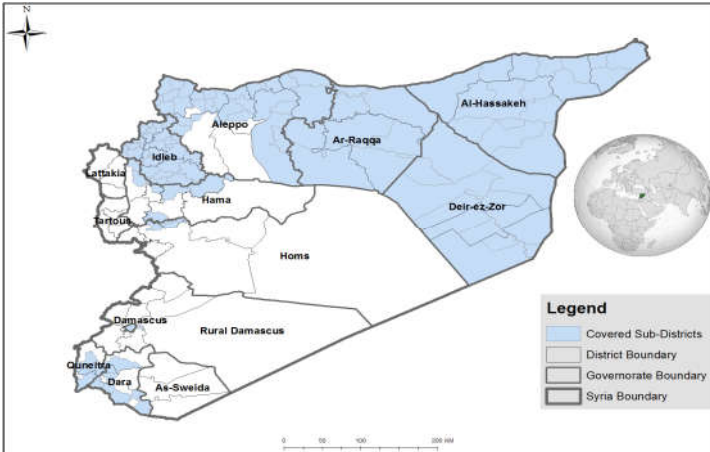 N
Al-Hassakeh
Aleppo
Ar-Raqqa
Idleb
Lattakia
Hama
Deir-ez-Zor
Tartous
Homs
Damascus
Rural Damascus
Quneitra
Dara
As-Sweida
Legend
Covered Sub-Districts
District Boundary
Governorate Boundary
Syria Boundary
0 50 100 200 KM